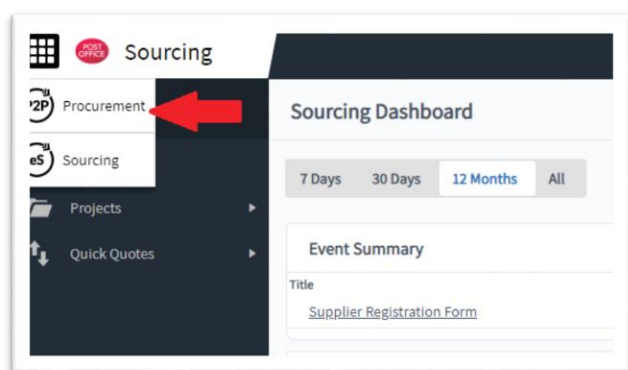 POST OFFICE Sourcing
P2P Procurement
eS Sourcing
Projects
Quick Quotes
Sourcing Dashboard
7 Days 30 Days 12 Months All
Event Summary
Title
Supplier Registration Form